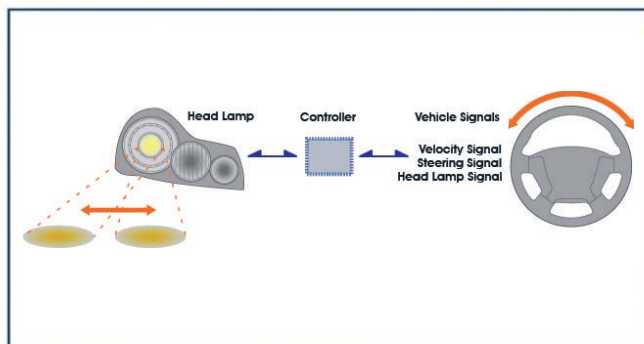 Head Lamp
Controller
Vehicle Signals
Velocity Signal
Steering Signal
Head Lamp Signal